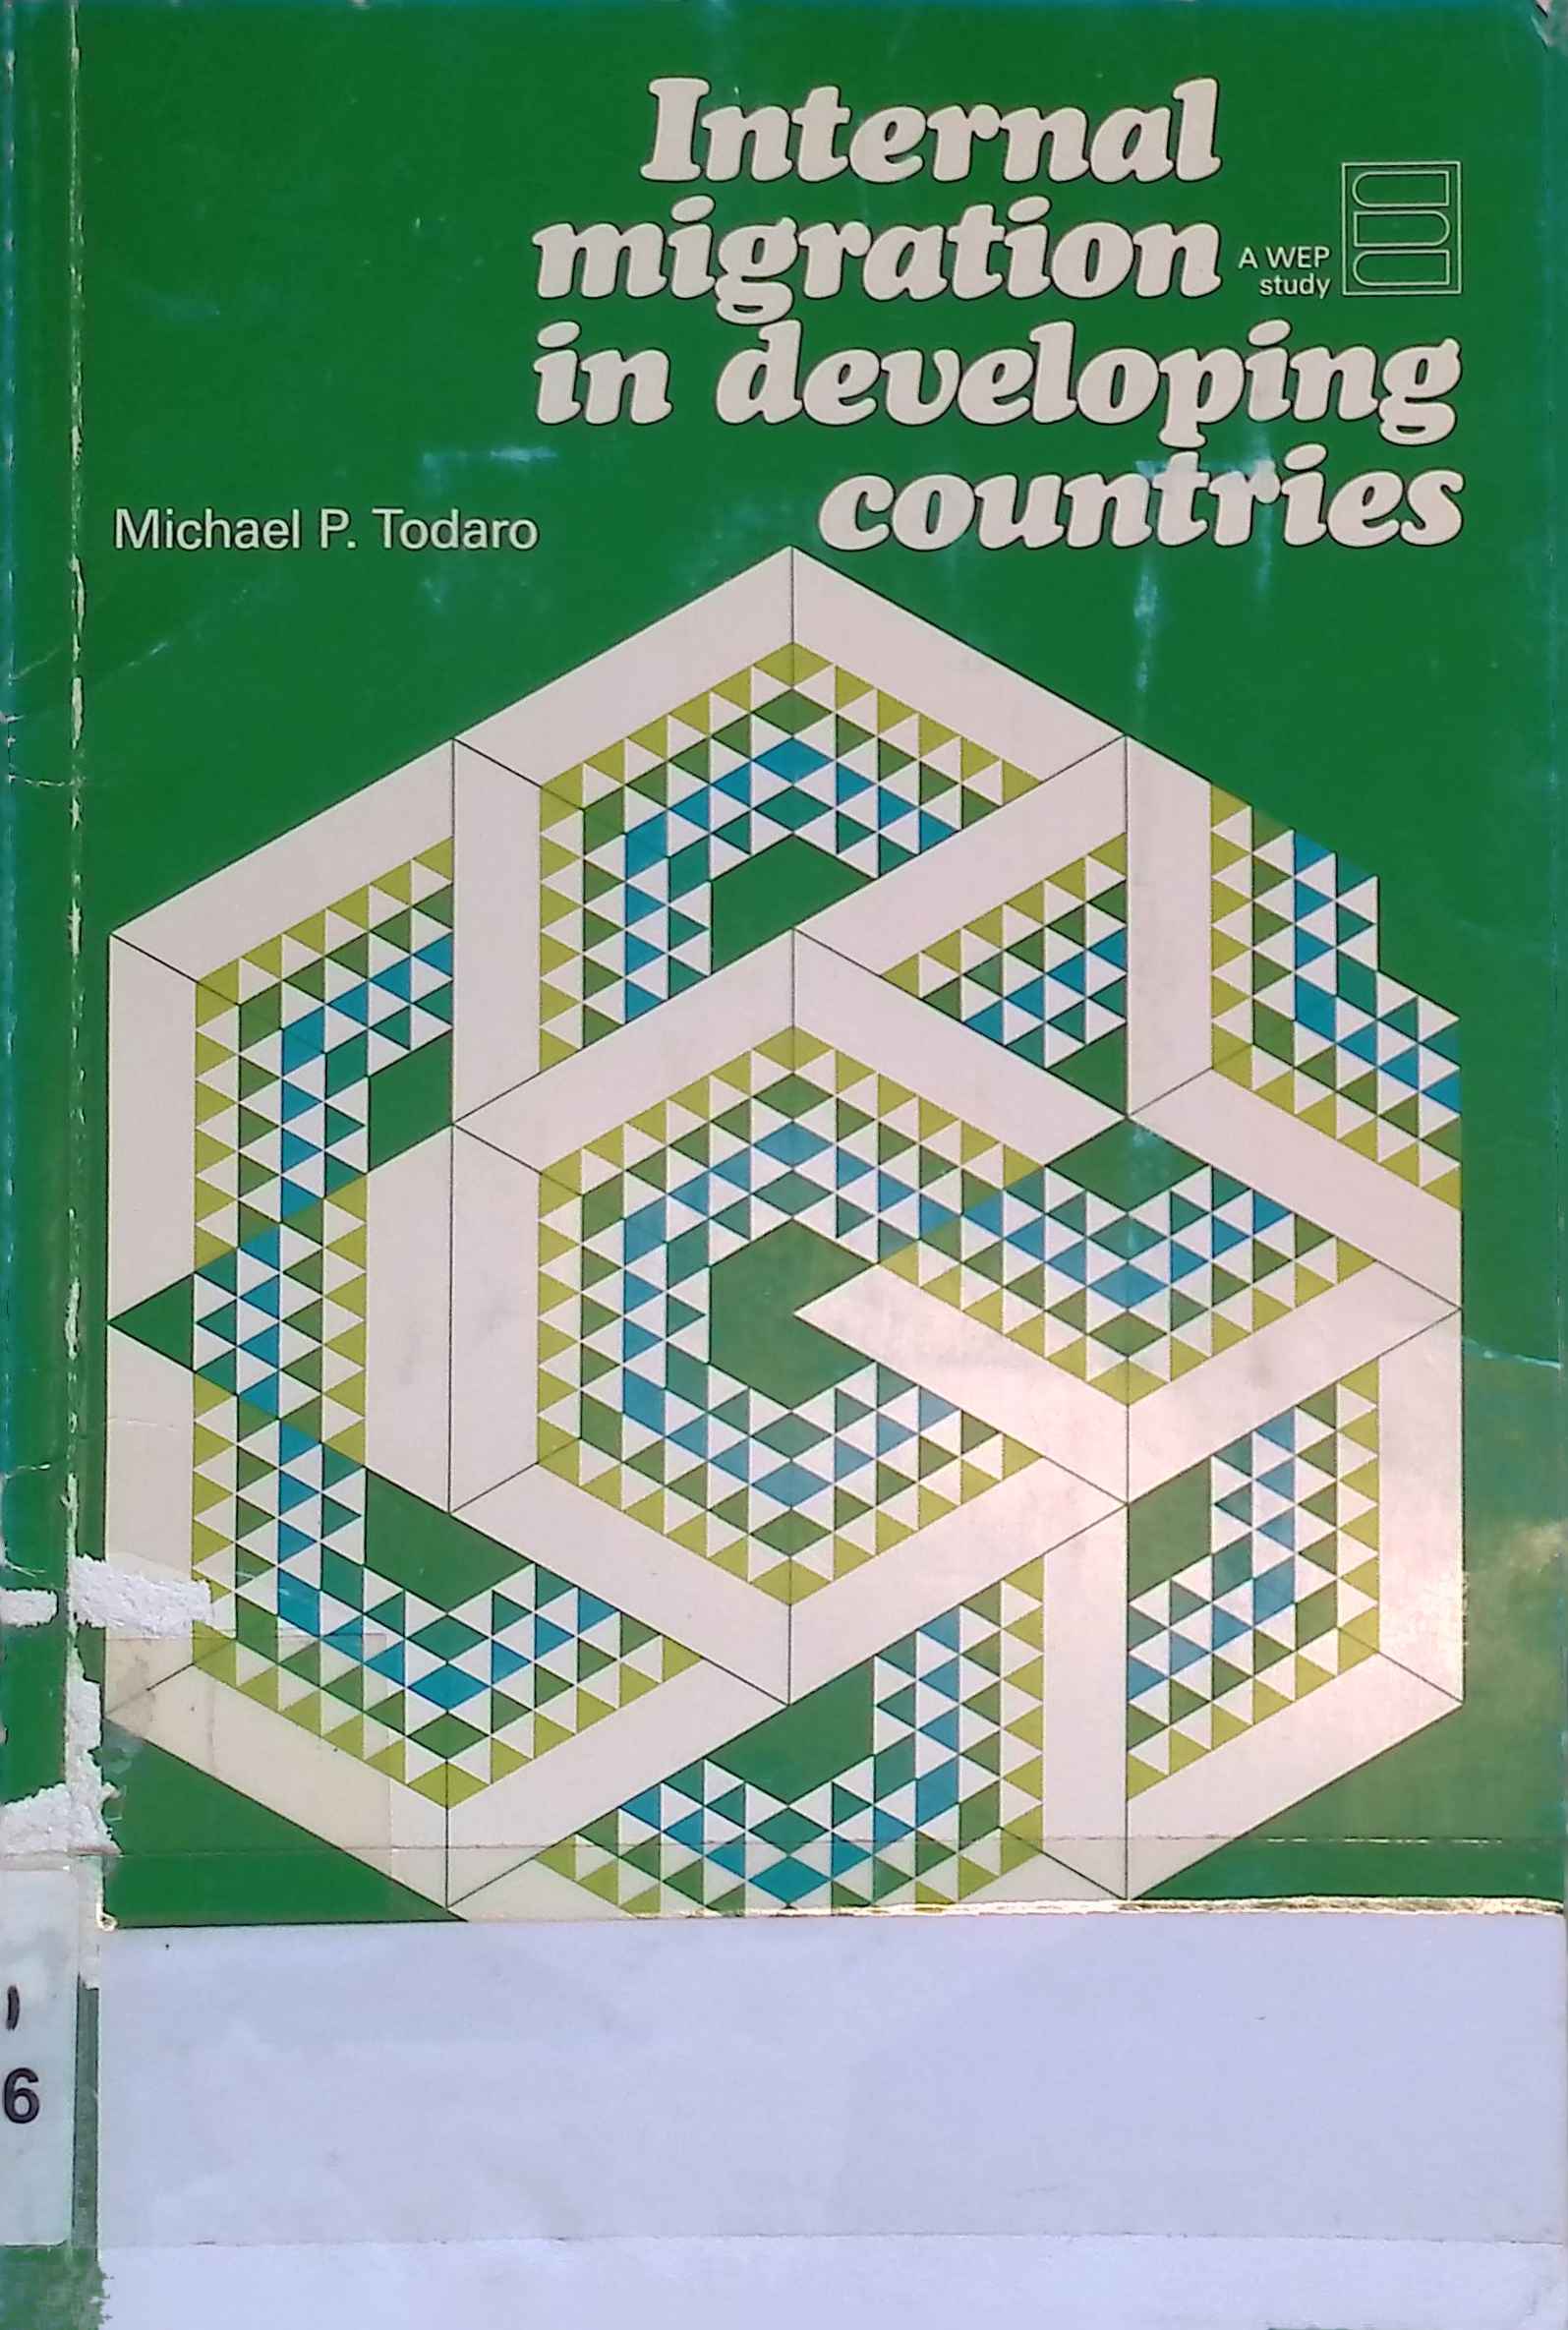 Internal
migration
A WEP
study
in developing
countries
Michael P. Todaro
6